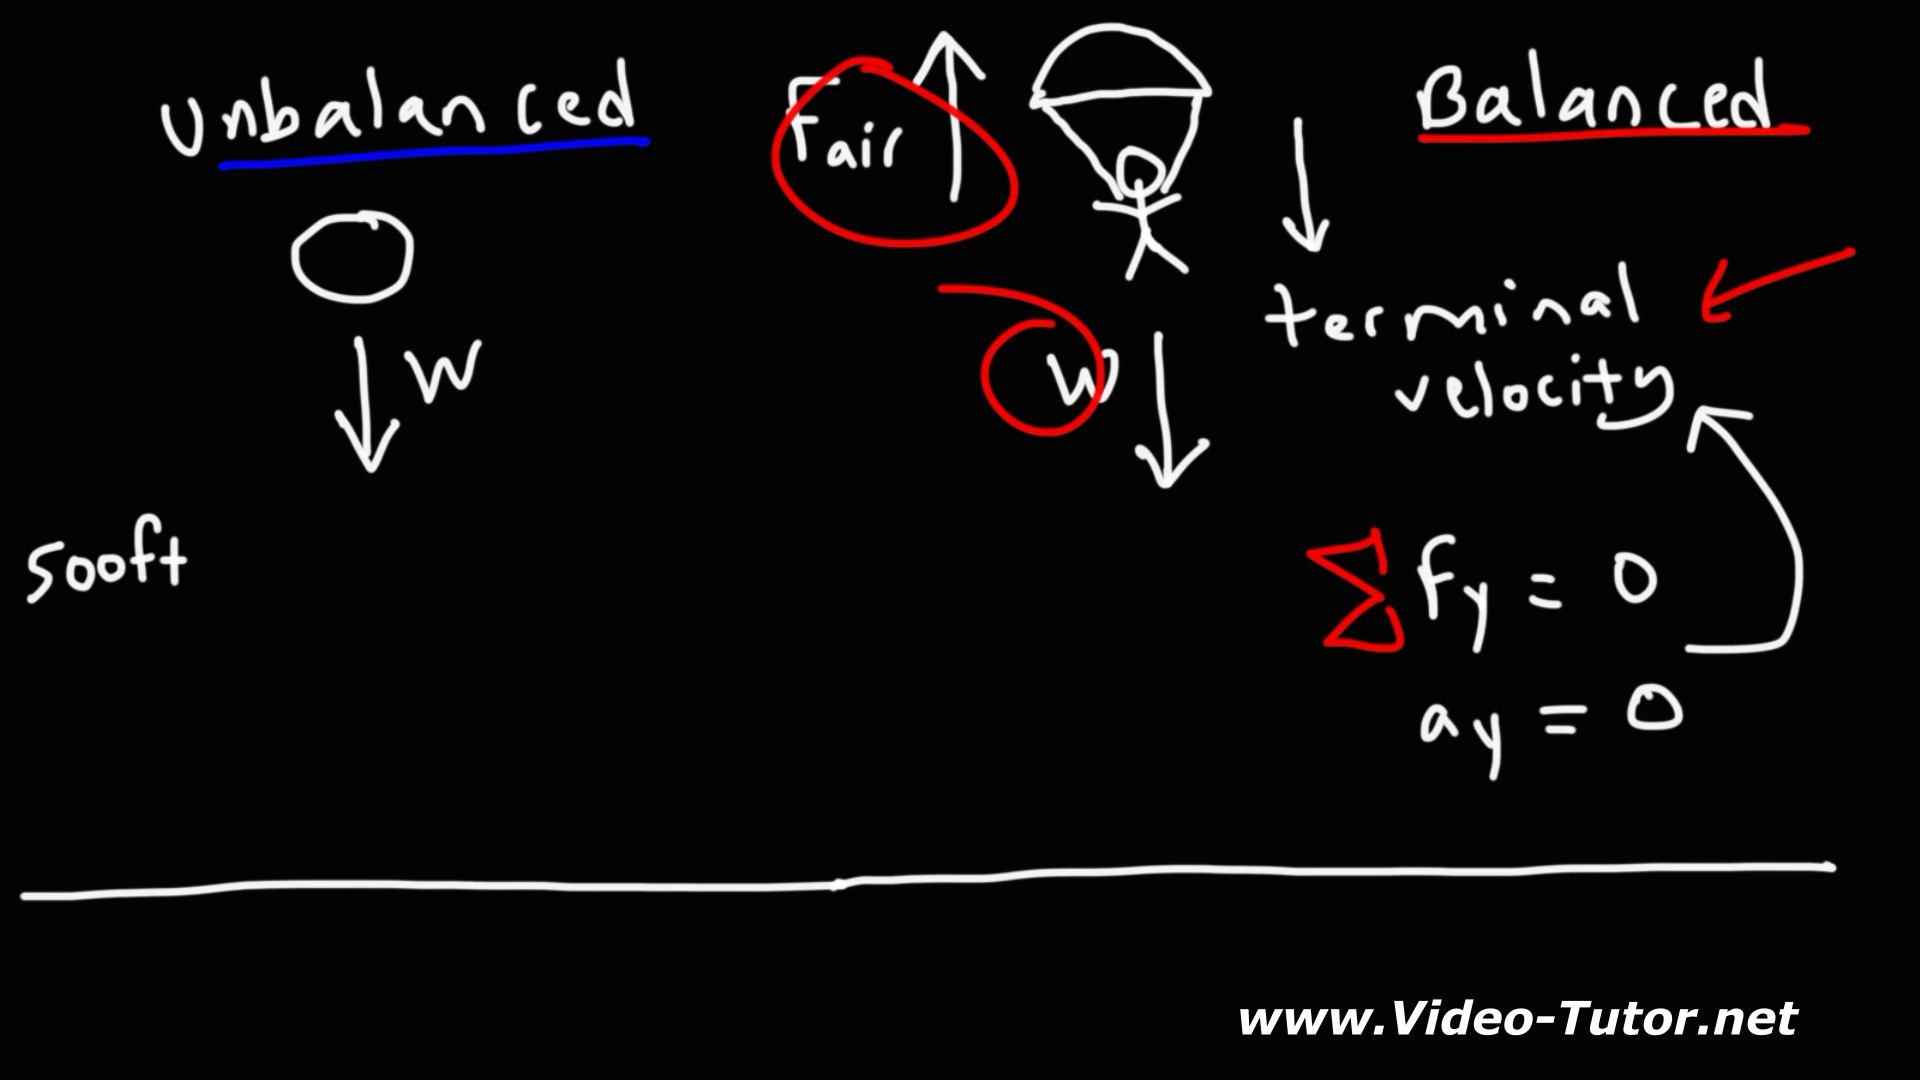 Unbalanced
Fair
Balanced
W
W
terminal
velocity
500ft
∑Fy = 0
ay = 0
www.Video-Tutor.net